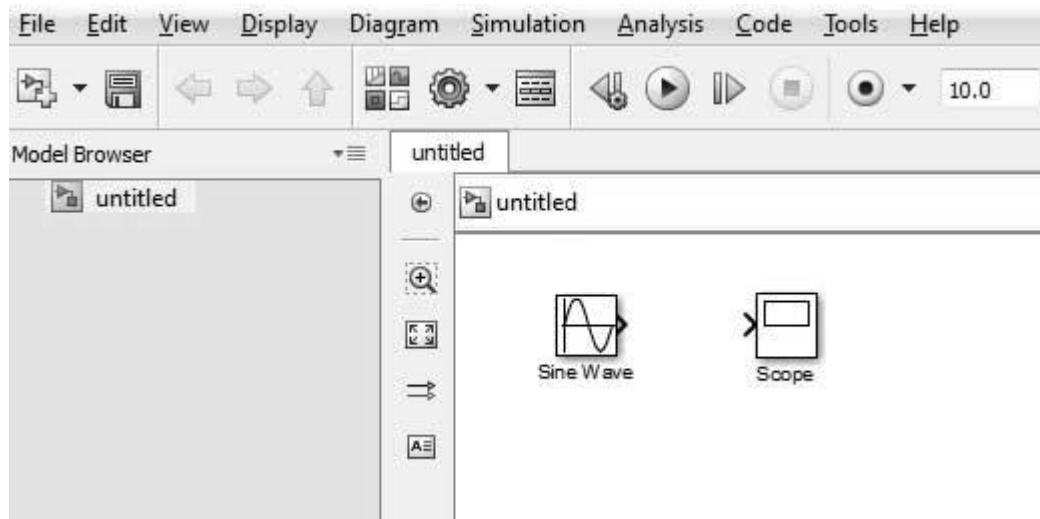 File Edit View Display Diagram Simulation Analysis Code Tools Help
10.0
Model Browser
untitled
untitled
untitled
Sine Wave
Scope